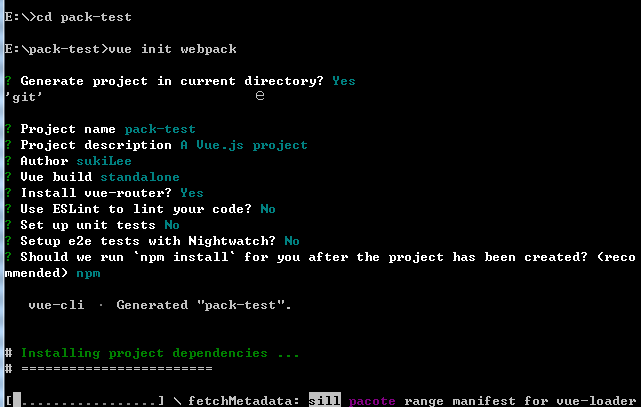 E:\>cd pack-test
E:\pack-test>vue init webpack
? Generate project in current directory? Yes
'git'
? Project name pack-test
? Project description A Vue.js project
? Author sukiLee
? Vue build standalone
? Install vue-router? Yes
? Use ESLint to lint your code? No
? Set up unit tests No
? Setup e2e tests with Nightwatch? No
? Should we run `npm install` for you after the project has been created? (reco
mmended) npm
vue-cli · Generated "pack-test".
# Installing project dependencies ...
# ========================
[ .................] \ fetchMetadata: sill pacote range manifest for vue-loader